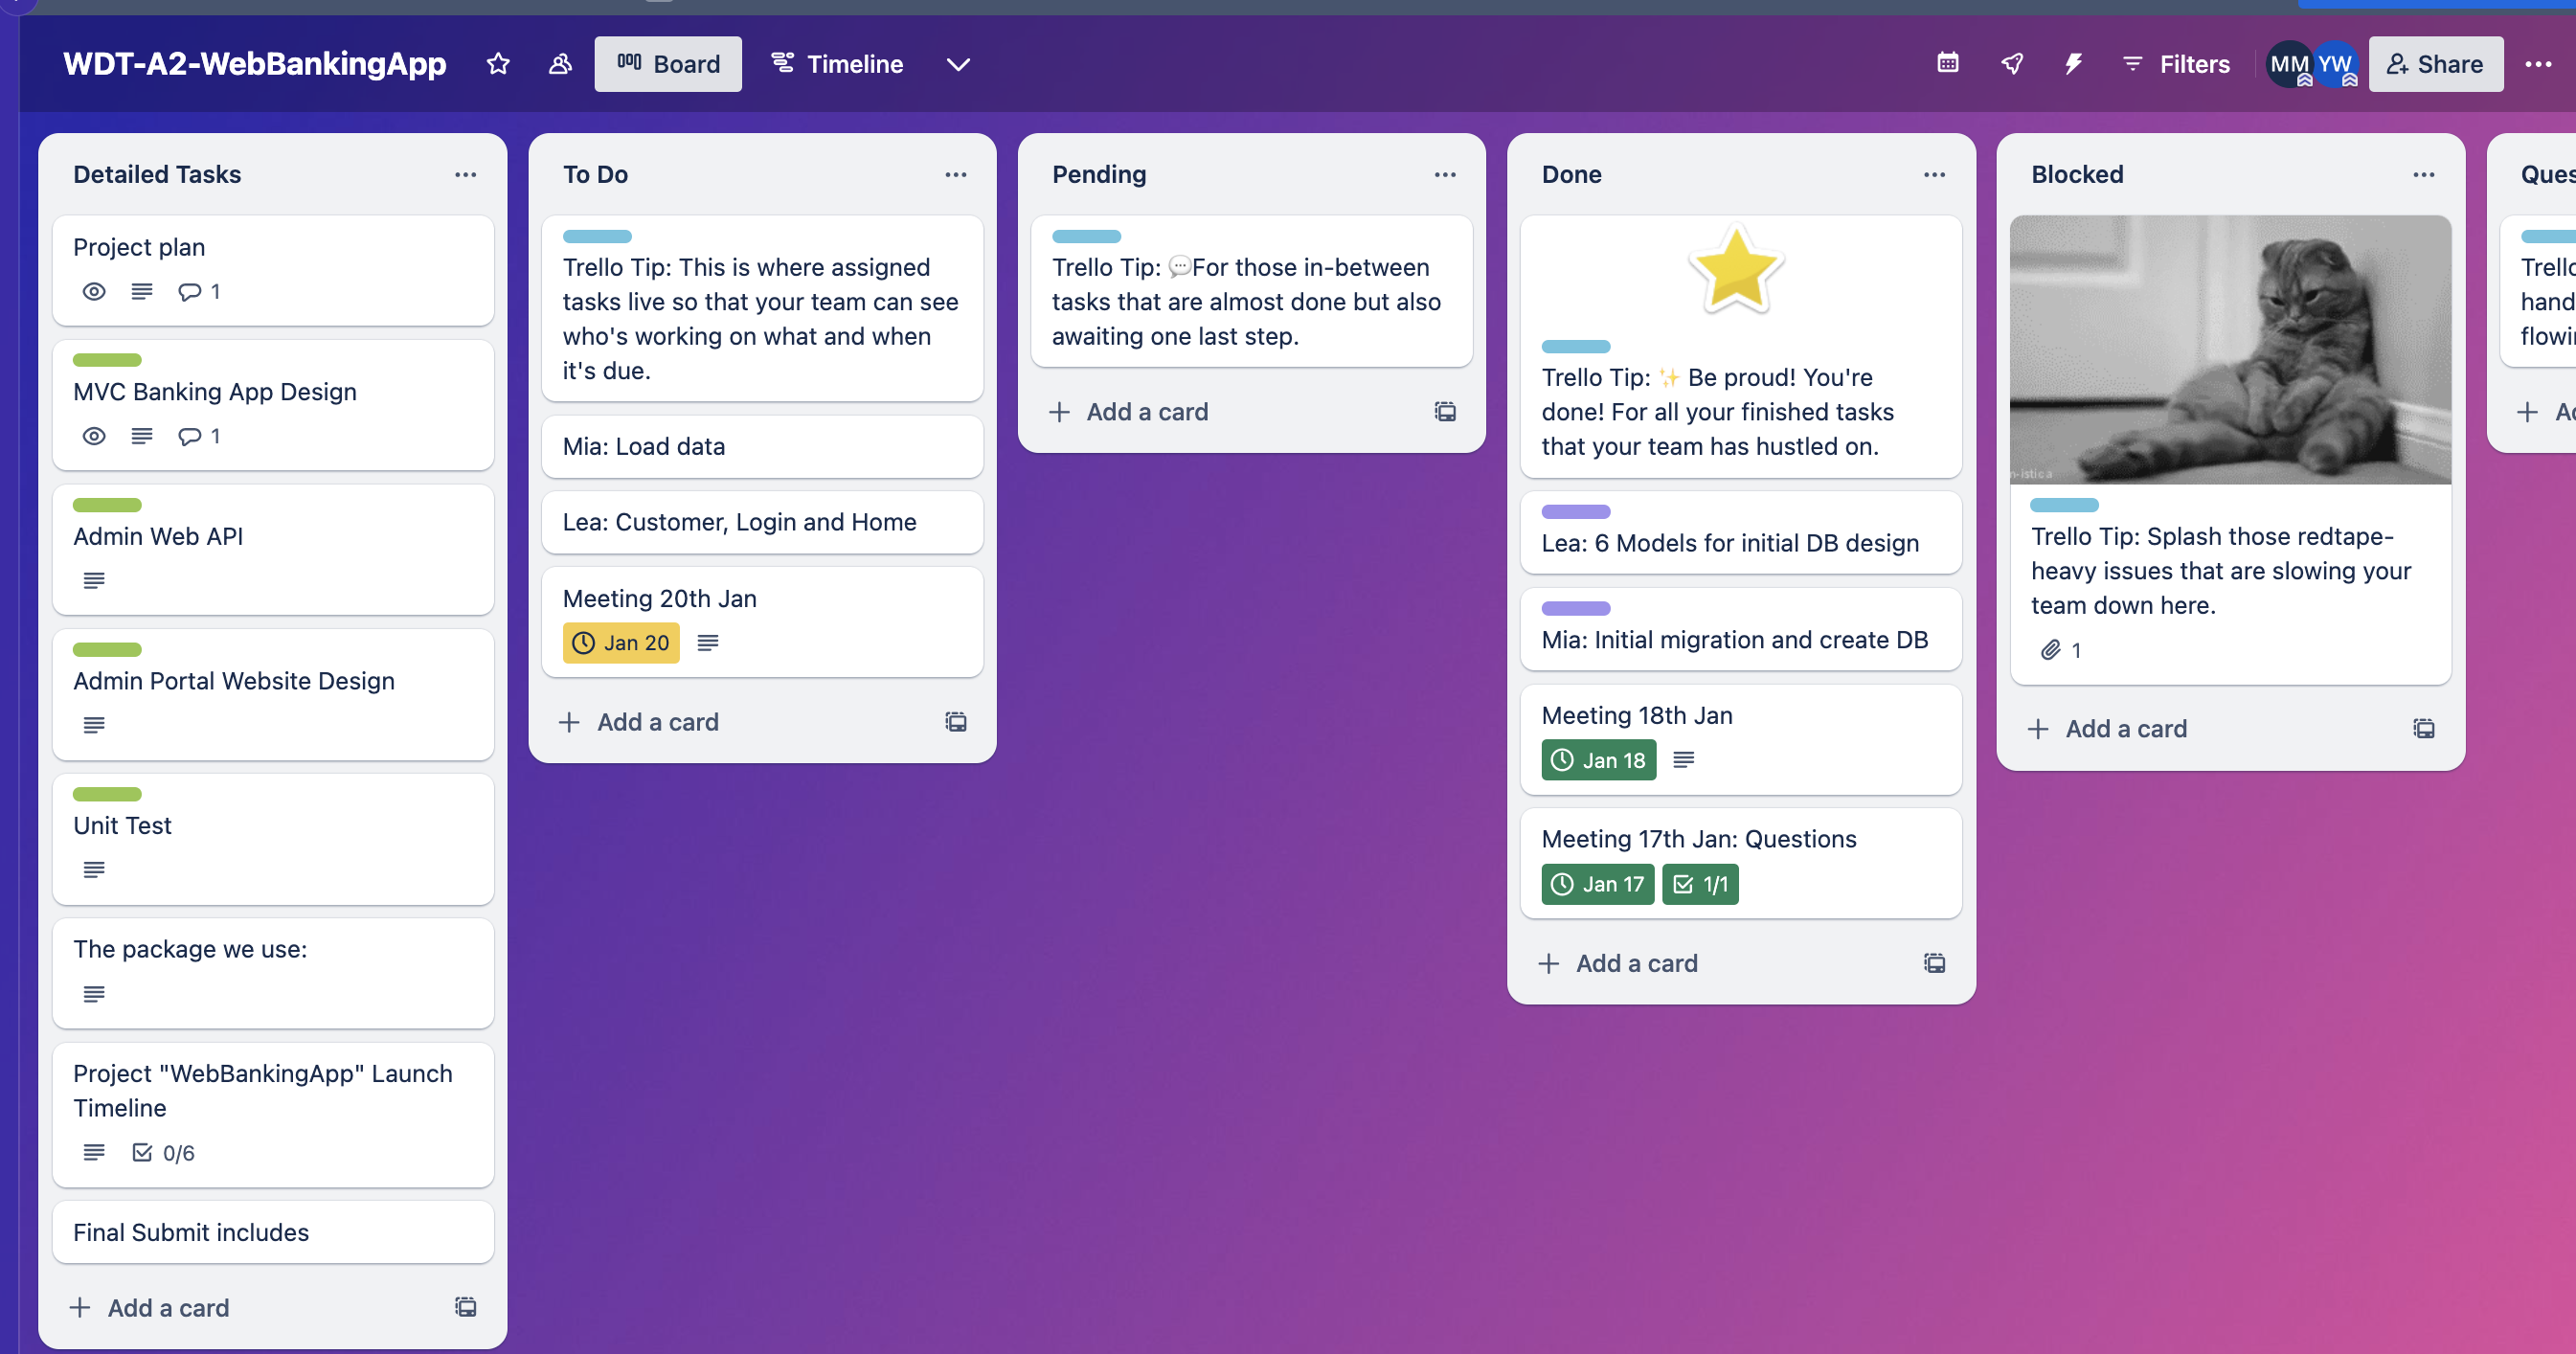 WDT-A2-WebBankingApp
Board
Timeline
Filters
MM
YW
Share
Detailed Tasks
Project plan
1
MVC Banking App Design
1
Admin Web API
Admin Portal Website Design
Unit Test
The package we use:
Project "WebBankingApp" Launch
Timeline
0/6
Final Submit includes
Add a card
To Do
Trello Tip: This is where assigned
tasks live so that your team can see
who's working on what and when
it's due.
Mia: Load data
Lea: Customer, Login and Home
Meeting 20th Jan
Jan 20
Add a card
Pending
Trello Tip: 💬For those in-between
tasks that are almost done but also
awaiting one last step.
Add a card
Done
Trello Tip: ✨ Be proud! You're
done! For all your finished tasks
that your team has hustled on.
Lea: 6 Models for initial DB design
Mia: Initial migration and create DB
Meeting 18th Jan
Jan 18
Meeting 17th Jan: Questions
Jan 17
1/1
Add a card
Blocked
Trello Tip: Splash those redtape-
heavy issues that are slowing your
team down here.
1
Add a card